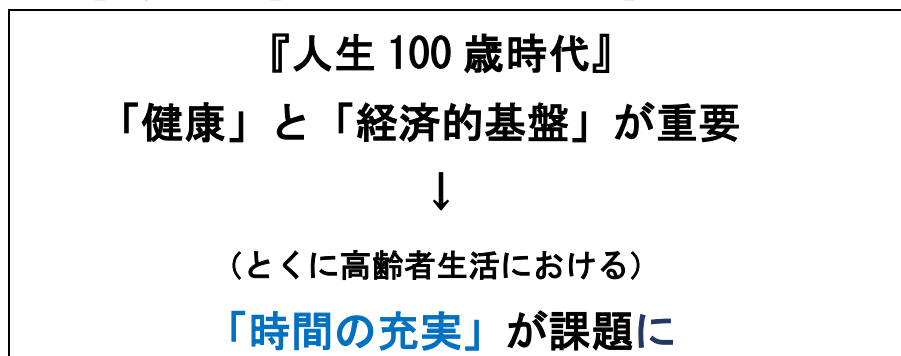 『人生 100 歳時代』
「健康」と「経済的基盤」が重要
↓
（とくに高齢者生活における）
「時間の充実」が課題に